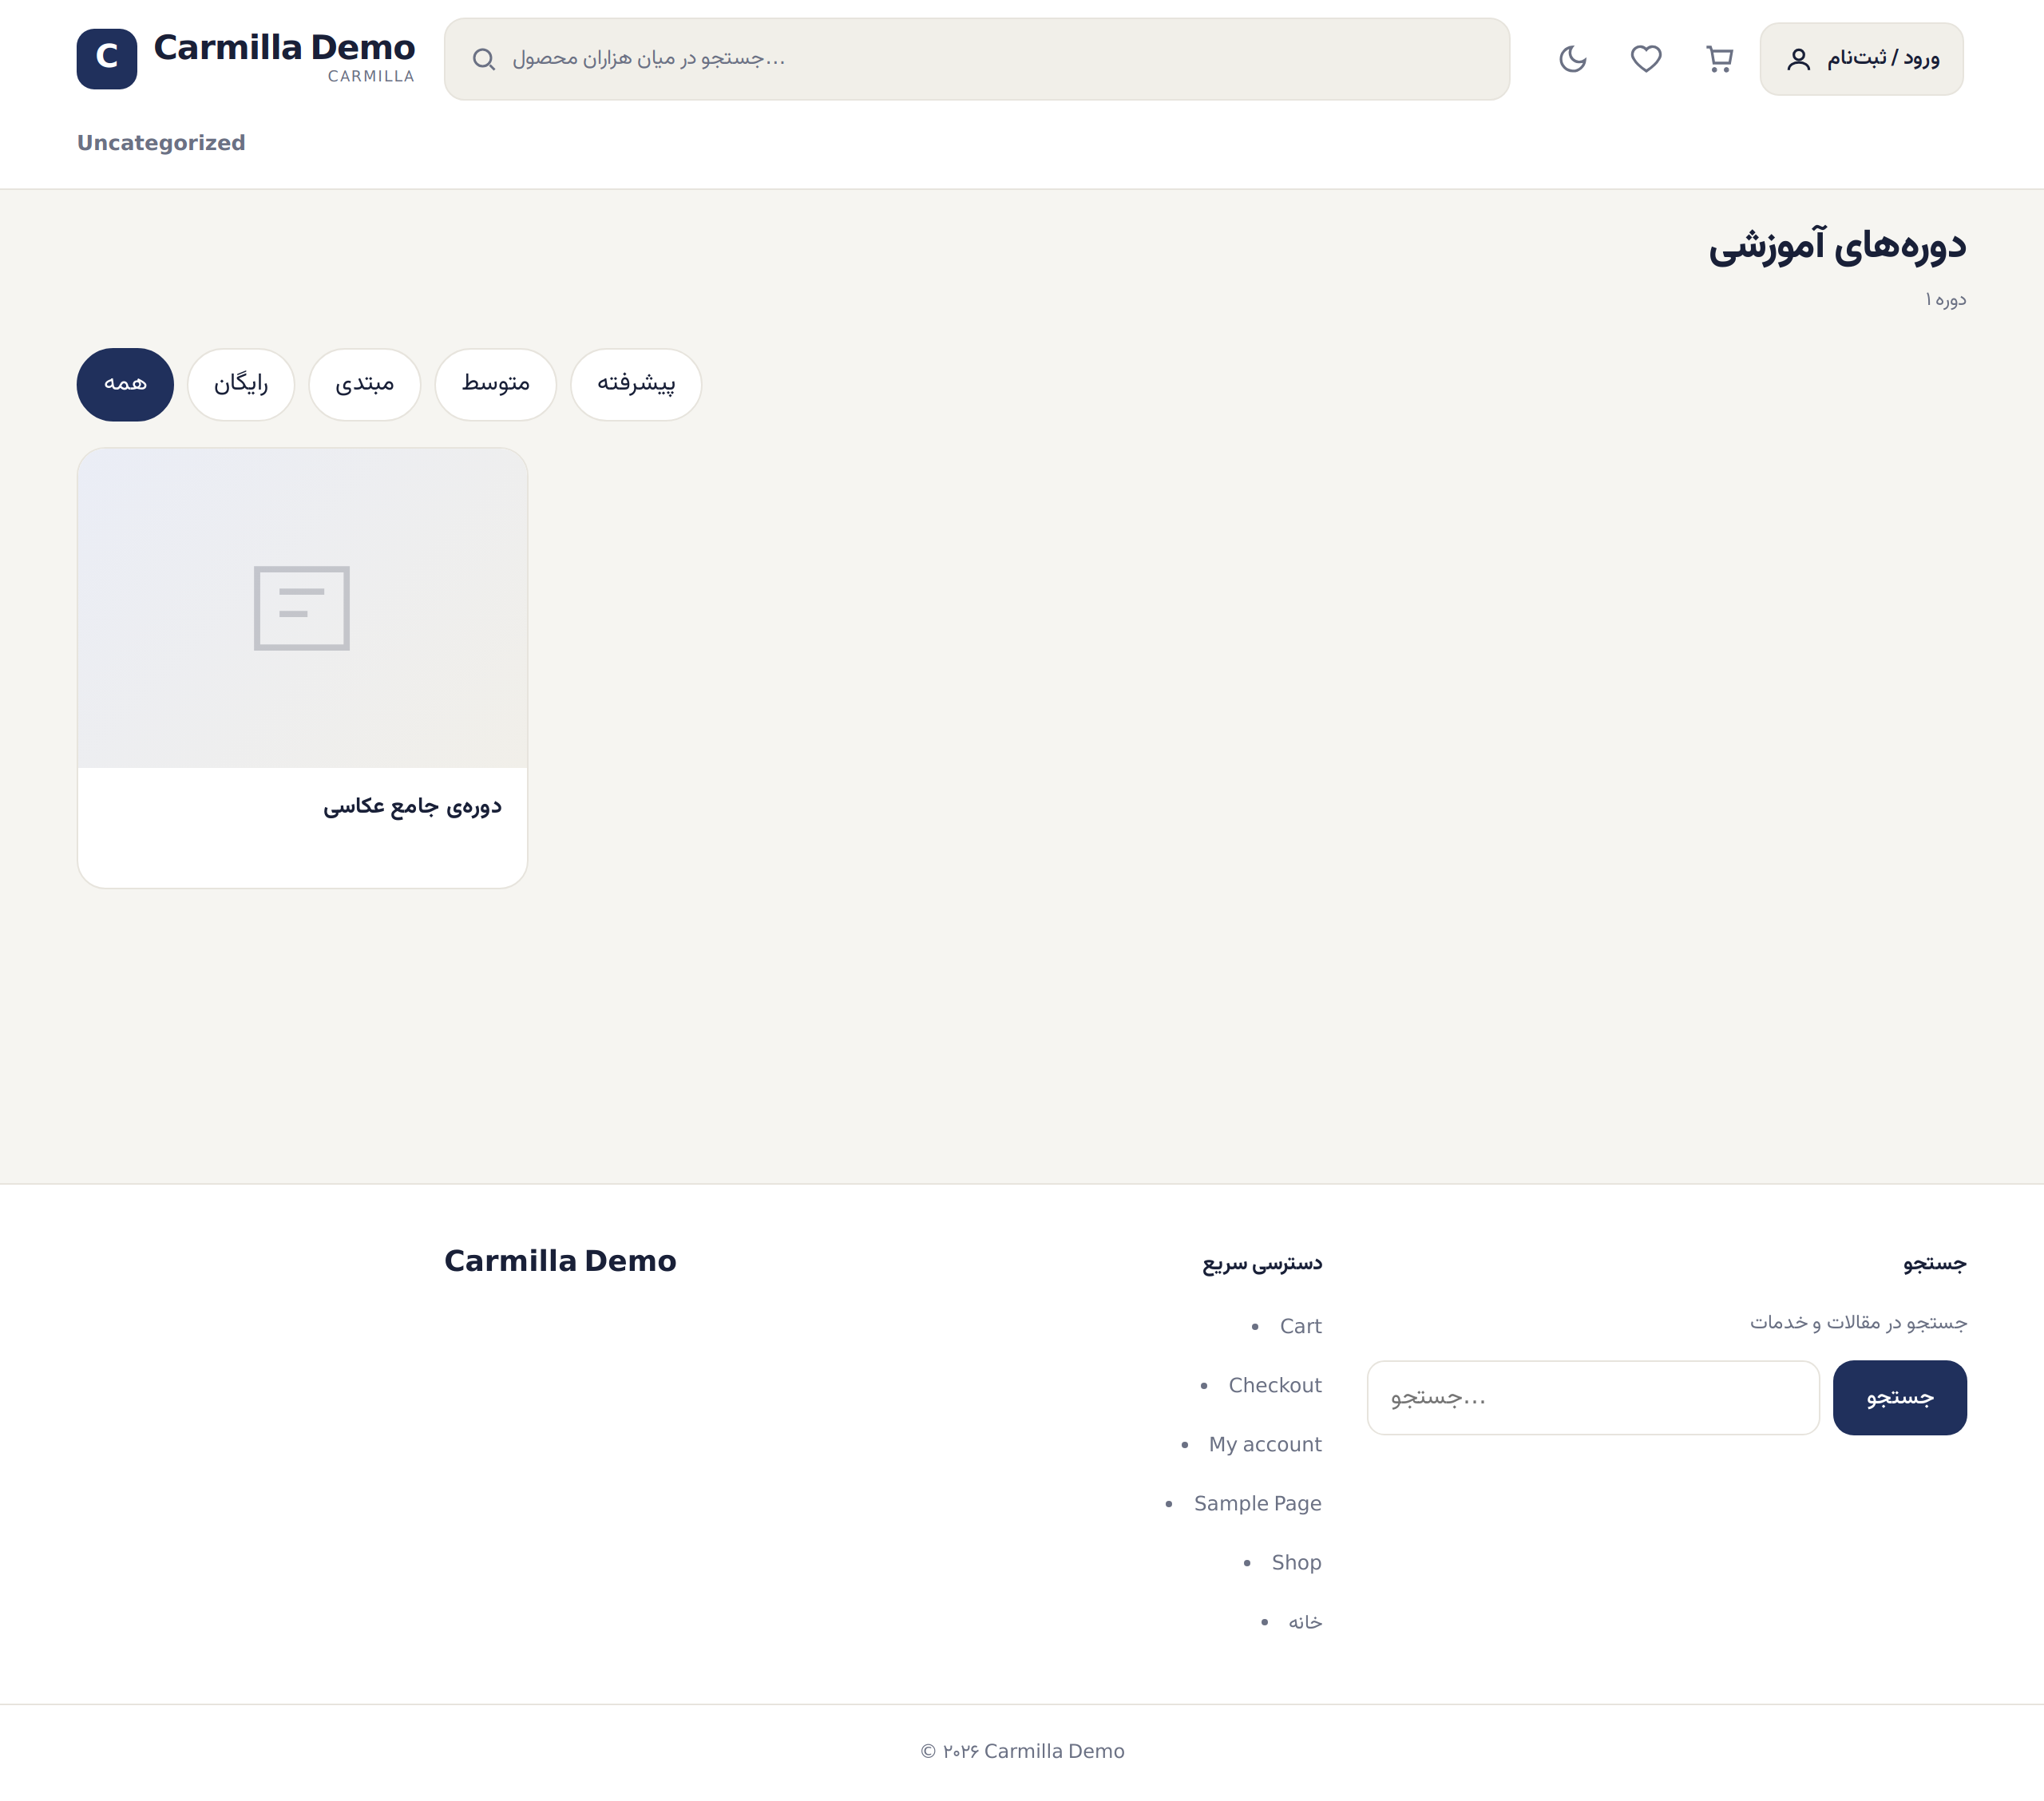 C
Carmilla Demo
CARMILLA
جستجو در میان هزاران محصول...
ورود / ثبت‌نام
Uncategorized
دوره‌های آموزشی
۱ دوره
همه
رایگان
مبتدی
متوسط
پیشرفته
دوره‌ی جامع عکاسی
Carmilla Demo
دسترسی سریع
Cart
Checkout
My account
Sample Page
Shop
خانه
جستجو
جستجو در مقالات و خدمات
جستجو...
جستجو
© ۲۰۲۶ Carmilla Demo